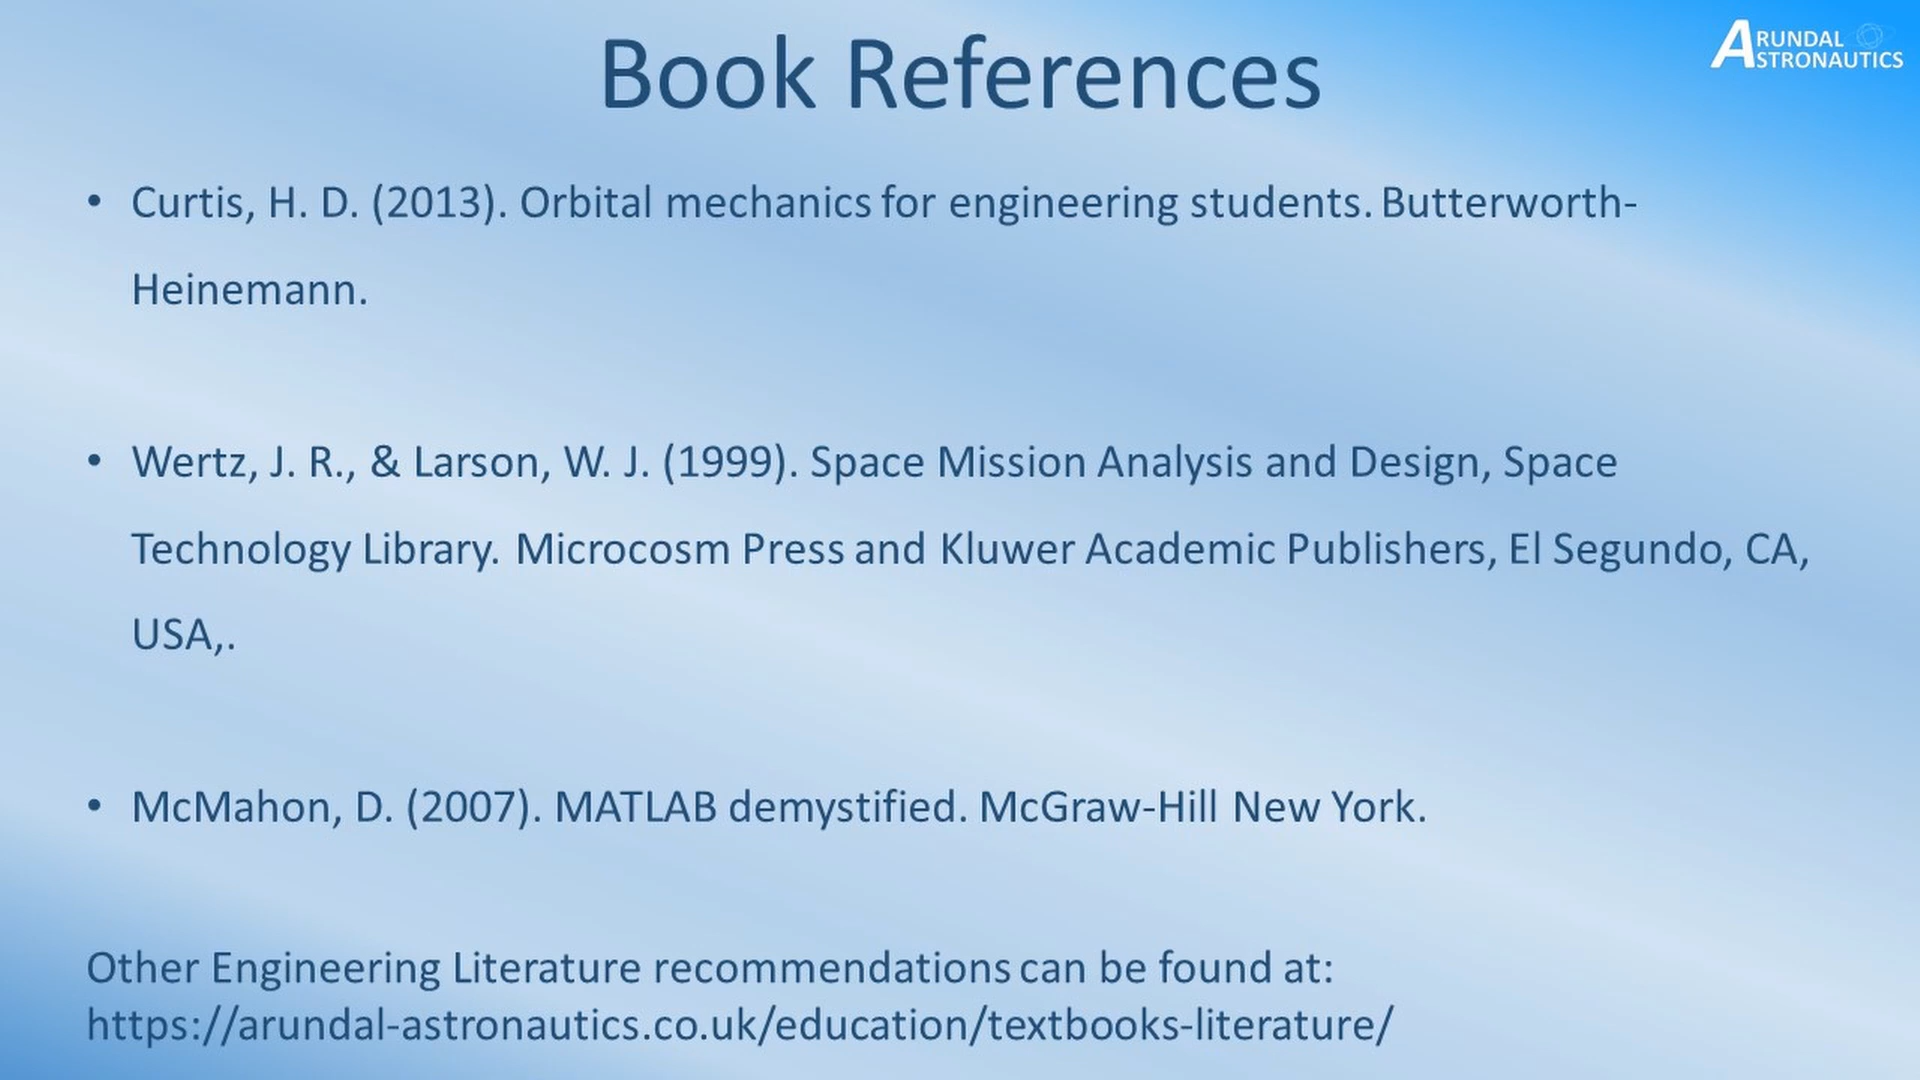 Book References
ARUNDAL
ASTRONAUTICS
• Curtis, H. D. (2013). Orbital mechanics for engineering students. Butterworth-
Heinemann.
• Wertz, J. R., & Larson, W. J. (1999). Space Mission Analysis and Design, Space
Technology Library. Microcosm Press and Kluwer Academic Publishers, El Segundo, CA,
USA,.
• McMahon, D. (2007). MATLAB demystified. McGraw-Hill New York.
Other Engineering Literature recommendations can be found at:
https://arundal-astronautics.co.uk/education/textbooks-literature/